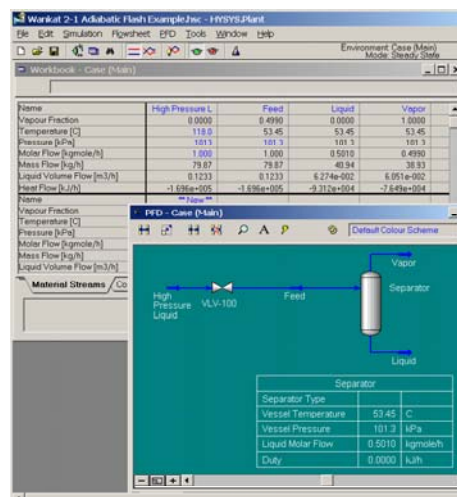 Wankat 2-1 Adiabatic Flash Example.hsc - HYSYS.Plant
File Edit Simulation Flowsheet PFD Tools Window Help
Environment: Case (Main)
Mode: Steady State
Workbook - Case (Main)
Name High Pressure L Feed Liquid Vapor
Vapour Fraction 0.0000 0.4990 0.0000 1.0000
Temperature [C] 118.0 53.45 53.45 53.45
Pressure [kPa] 1013 101.3 101.3 101.3
Molar Flow [kgmole/h] 1.000 1.000 0.5010 0.4990
Mass Flow [kg/h] 79.87 79.87 40.94 38.93
Liquid Volume Flow [m3/h] 0.1233 0.1233 6.274e-002 6.051e-002
Heat Flow [kJ/h] -1.696e+005 -1.696e+005 -9.312e+004 -7.649e+004
Name ** New **
Vapour Fraction
Temperature [C]
Pressure [kPa]
Molar Flow [kgmole/h]
Mass Flow [kg/h]
Liquid Volume Flow [m3/h]
Material Streams Co
PFD - Case (Main)
Default Colour Scheme
Vapor
High Pressure Liquid
VLV-100
Feed
Separator
Liquid
Separator
Separator Type
Vessel Temperature 53.45 C
Vessel Pressure 101.3 kPa
Liquid Molar Flow 0.5010 kgmole/h
Duty 0.0000 kJ/h